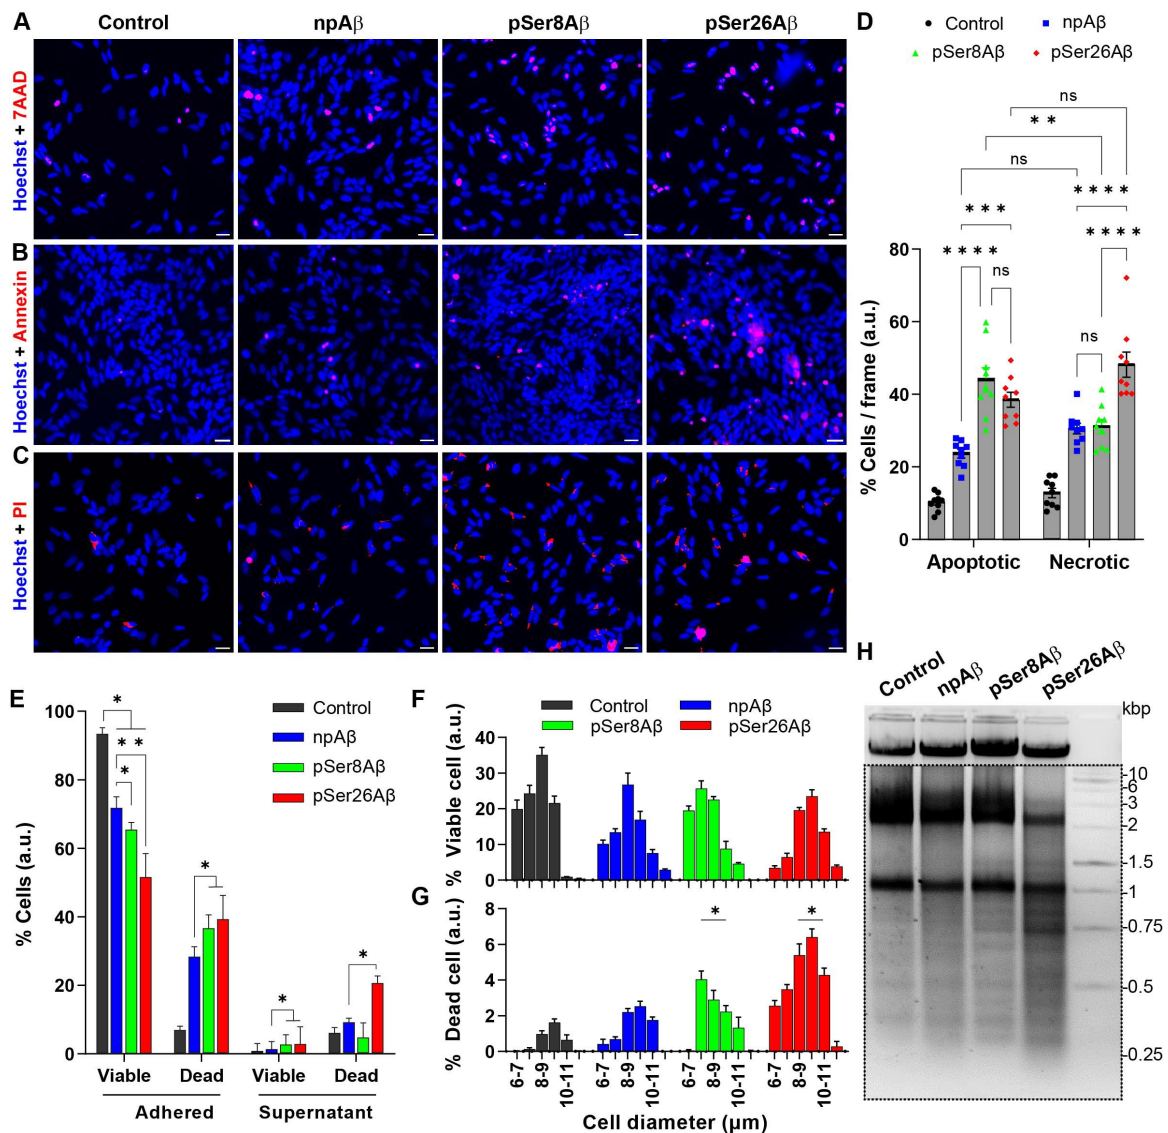 A
Control
npAβ
pSer8Aβ
pSer26Aβ
Hoechst + 7AAD
B
Hoechst + Annexin
C
Hoechst + PI
D
Control
npAβ
pSer8Aβ
pSer26Aβ
ns
* *
ns
* * * *
* * *
* * * *
* * * *
ns
ns
80
60
40
20
0
% Cells / frame (a.u.)
Apoptotic
Necrotic
E
Control
npAβ
pSer8Aβ
pSer26Aβ
*
* *
*
*
*
*
100
80
60
40
20
0
% Cells (a.u.)
Viable
Dead
Viable
Dead
Adhered
Supernatant
F
Control
npAβ
pSer8Aβ
pSer26Aβ
40
30
20
10
0
% Viable cell (a.u.)
G
*
*
8
6
4
2
0
% Dead cell (a.u.)
6-7
8-9
10-11
6-7
8-9
10-11
6-7
8-9
10-11
6-7
8-9
10-11
Cell diameter (µm)
H
Control
npAβ
pSer8Aβ
pSer26Aβ
kbp
-10
-6
-3
-2
-1.5
-1
-0.75
-0.5
-0.25